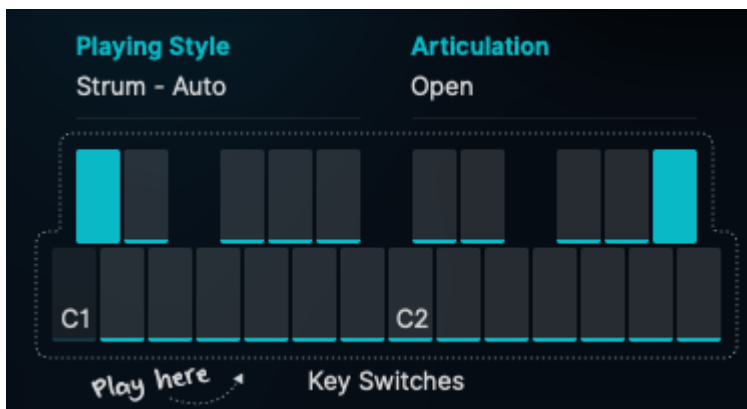 Playing Style
Articulation
Strum - Auto
Open
C1
C2
Play here
Key Switches